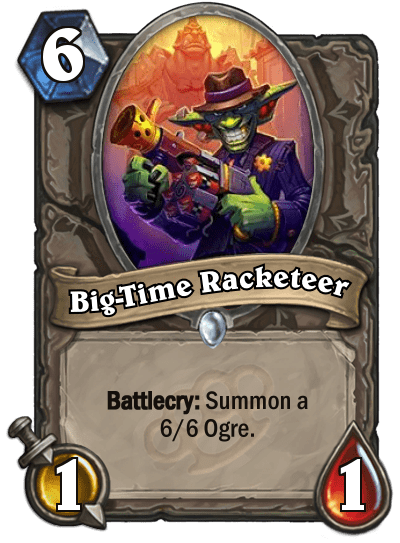 6
Big-Time Racketeer
Battlecry: Summon a
6/6 Ogre.
1
1